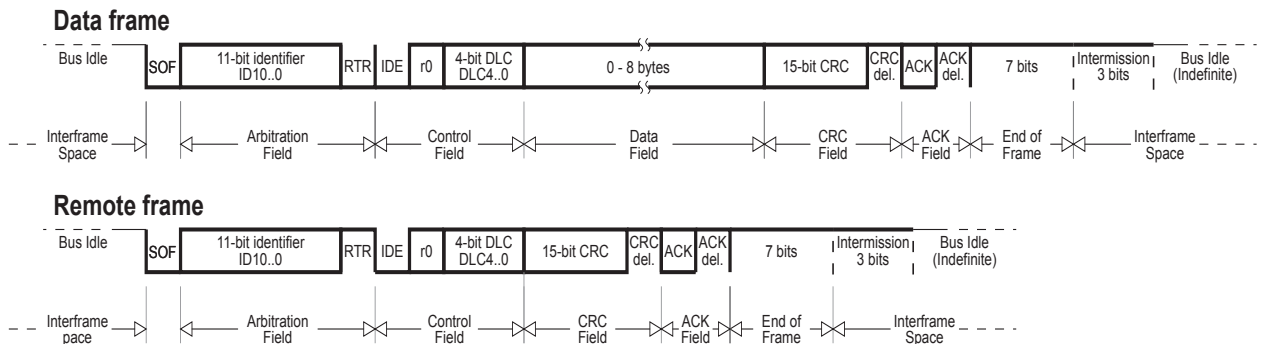 Data frame
Bus Idle
SOF
11-bit identifier
ID10..0
RTR
IDE
r0
4-bit DLC
DLC4..0
0 - 8 bytes
15-bit CRC
CRC
del.
ACK
ACK
del.
7 bits
Intermission
3 bits
Bus Idle
(Indefinite)
Interframe
Space
Arbitration
Field
Control
Field
Data
Field
CRC
Field
ACK
Field
End of
Frame
Interframe
Space
Remote frame
Bus Idle
SOF
11-bit identifier
ID10..0
RTR
IDE
r0
4-bit DLC
DLC4..0
15-bit CRC
CRC
del.
ACK
ACK
del.
7 bits
Intermission
3 bits
Bus Idle
(Indefinite)
Interframe
pace
Arbitration
Field
Control
Field
CRC
Field
ACK
Field
End of
Frame
Interframe
Space